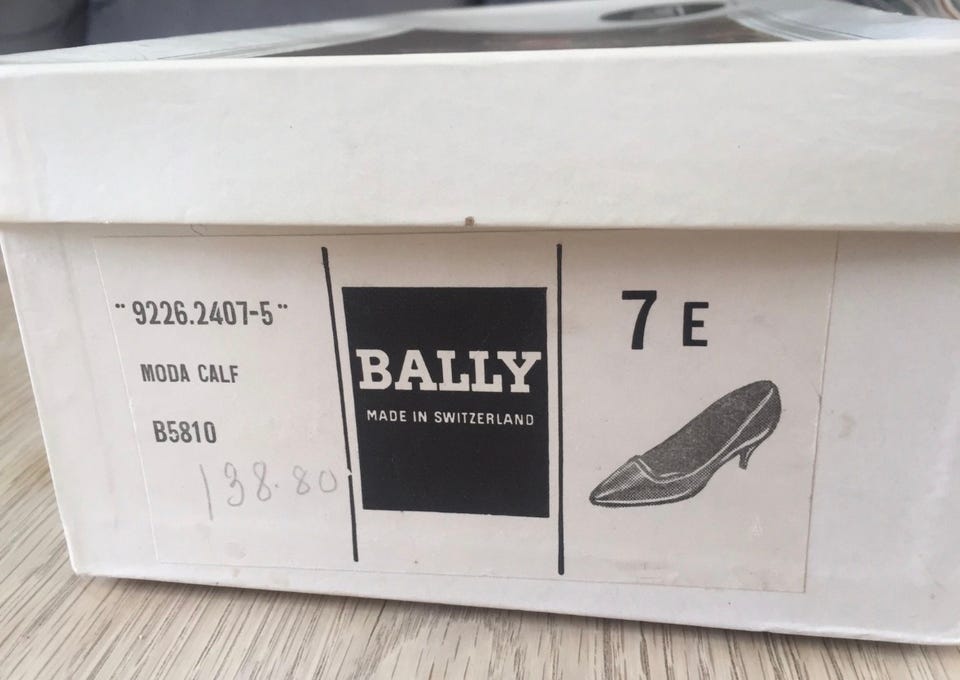 "9226.2407-5"
MODA CALF
B5810
138.80
BALLY
MADE IN SWITZERLAND
7 E